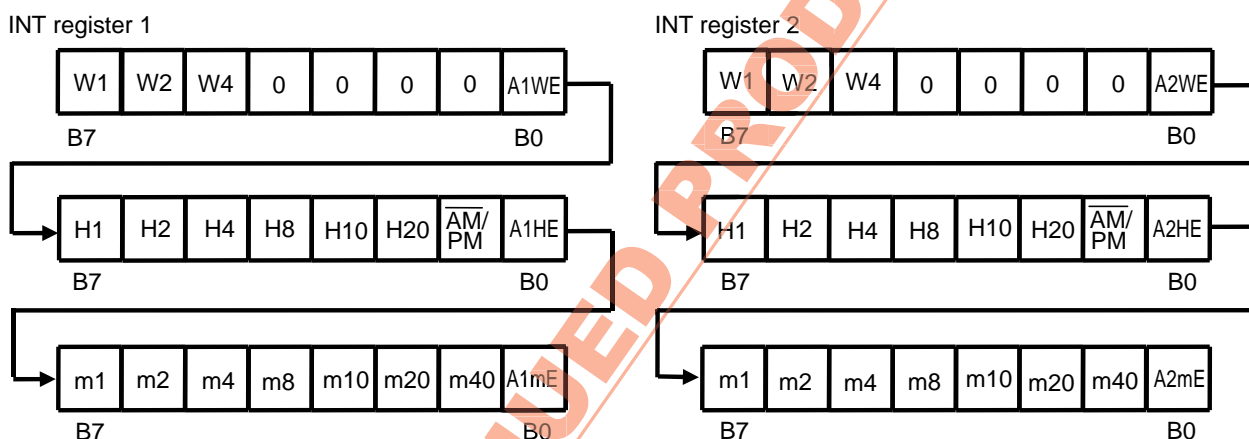 INT register 1
W1 W2 W4 0 0 0 0 A1WE
B7 B0
H1 H2 H4 H8 H10 H20 AM/PM A1HE
B7 B0
m1 m2 m4 m8 m10 m20 m40 A1mE
B7 B0
INT register 2
W1 W2 W4 0 0 0 0 A2WE
B7 B0
H1 H2 H4 H8 H10 H20 AM/PM A2HE
B7 B0
m1 m2 m4 m8 m10 m20 m40 A2mE
B7 B0
UED PROD